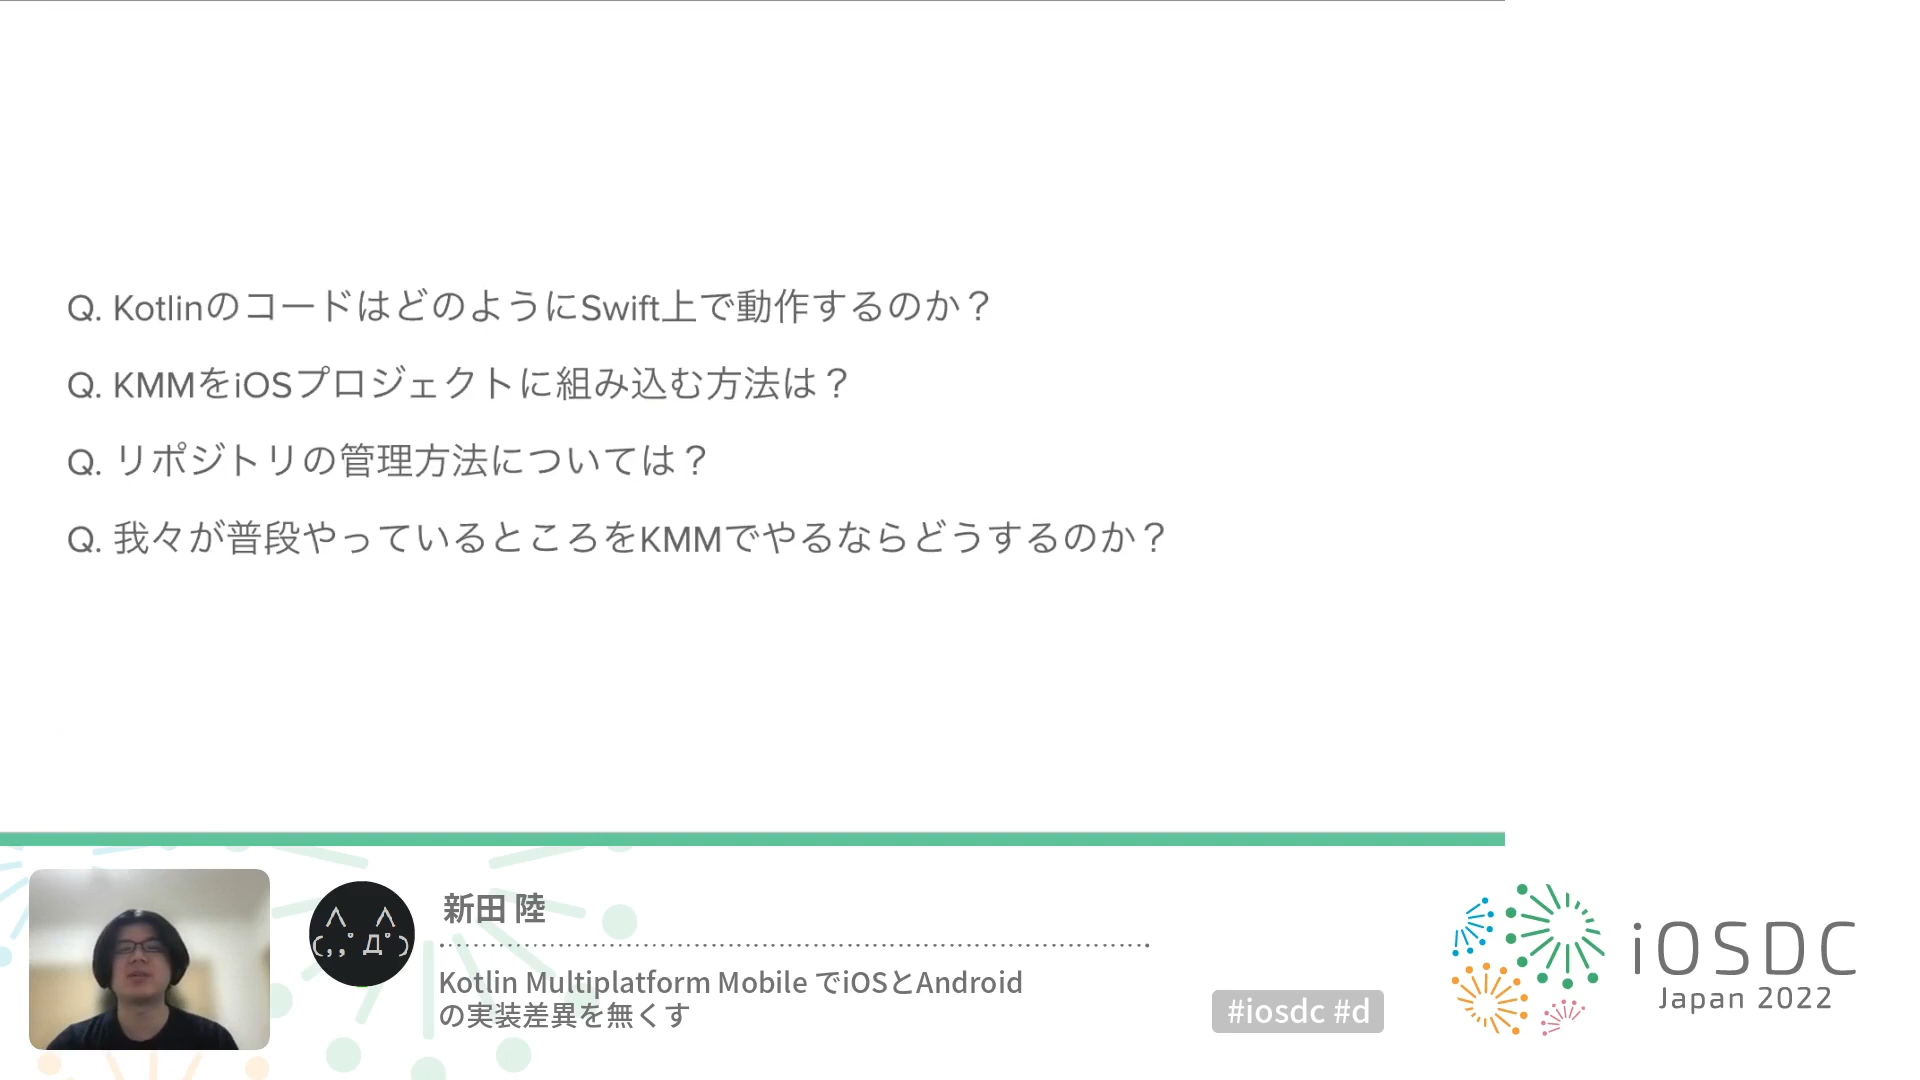 Q. KotlinのコードはどのようにSwift上で動作するのか？
Q. KMMをiOSプロジェクトに組み込む方法は？
Q. リポジトリの管理方法については？
Q. 我々が普段やっているところをKMMでやるならどうするのか？
(,,ﾟДﾟ)
新田 陸
Kotlin Multiplatform Mobile でiOSとAndroid
の実装差異を無くす
#iosdc #d
iOSDC
Japan 2022